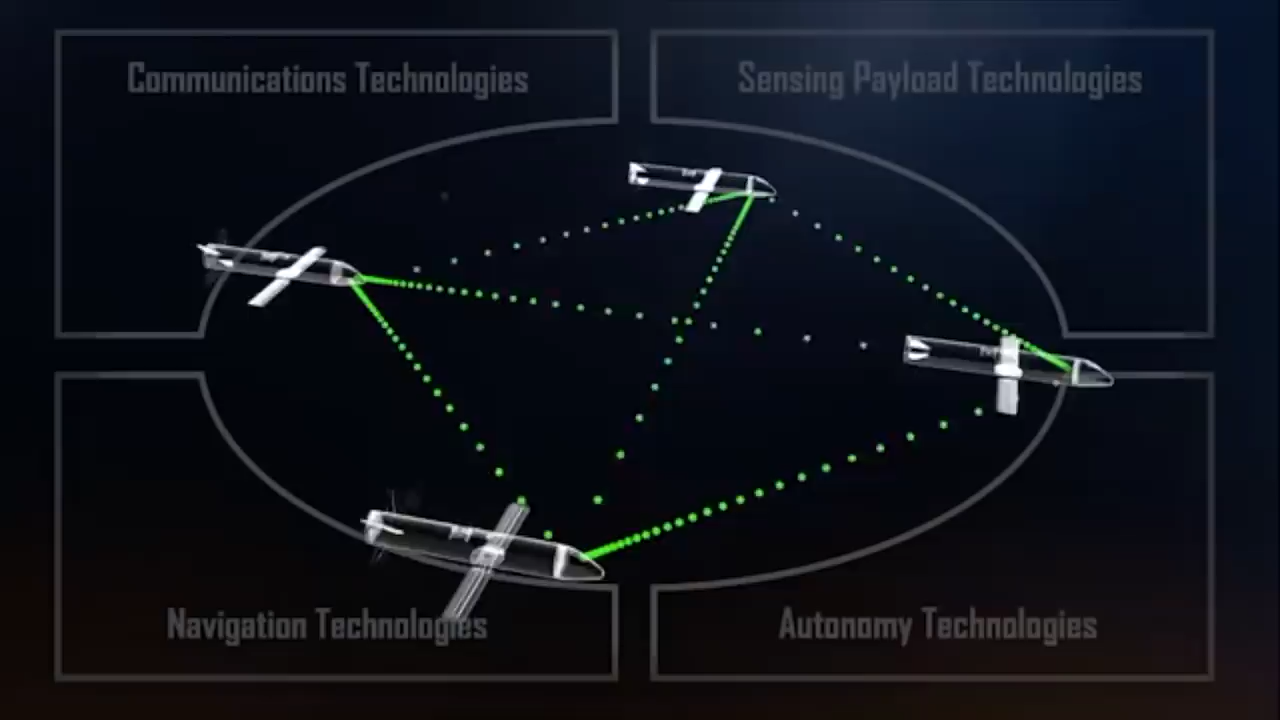 Communications Technologies
Sensing Payload Technologies
Navigation Technologies
Autonomy Technologies